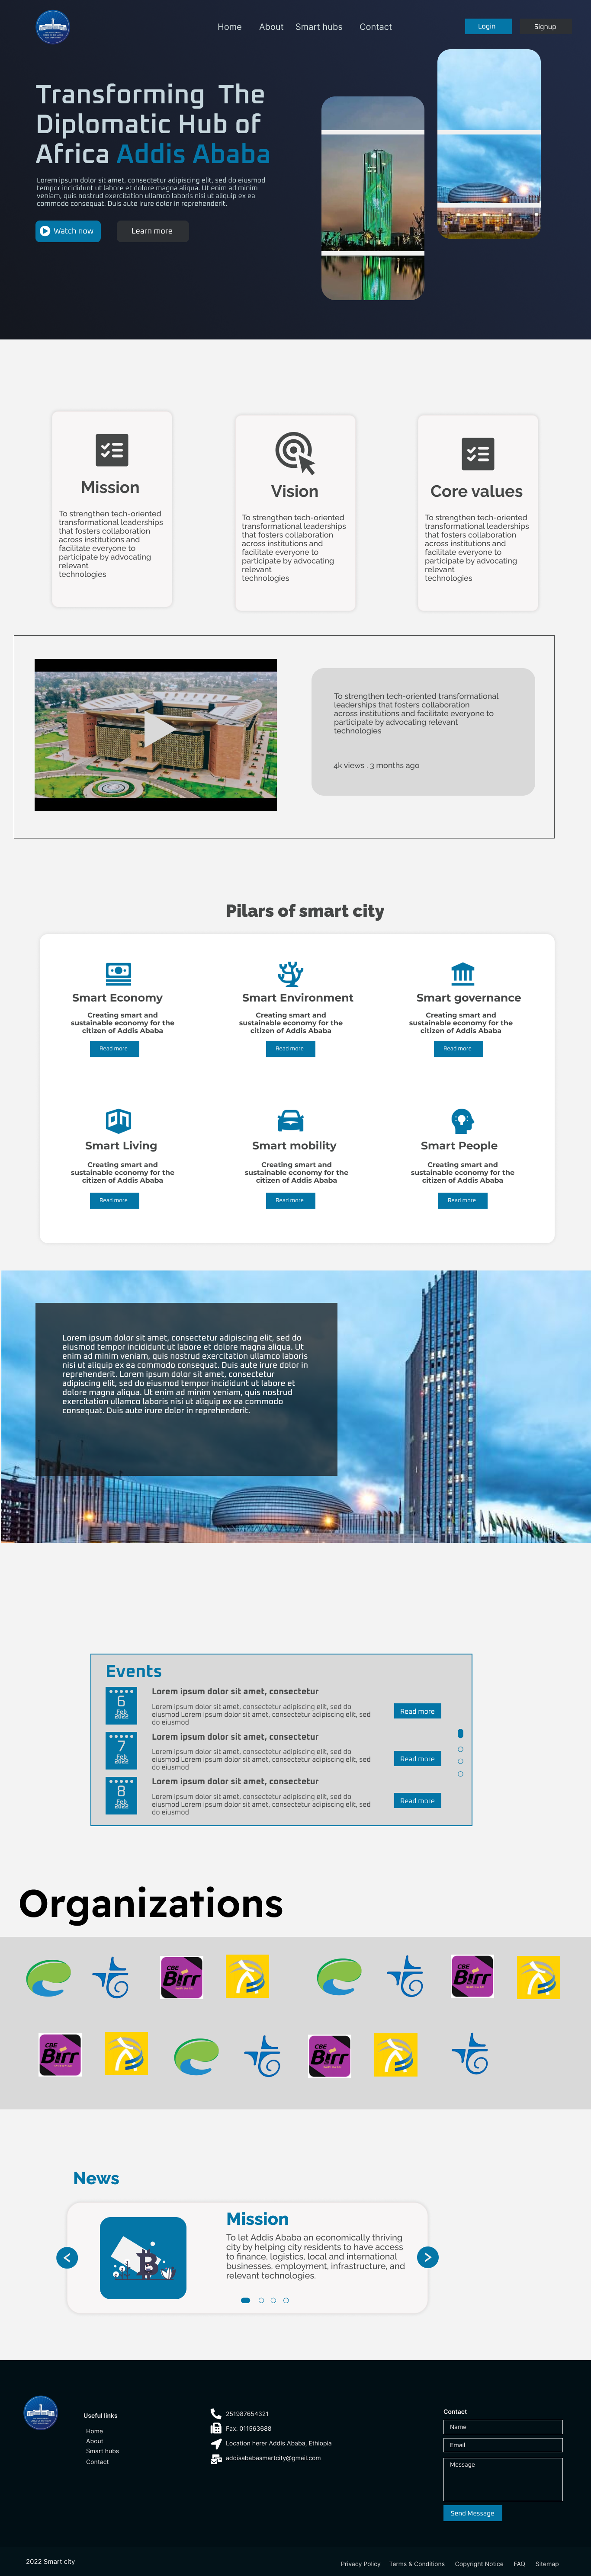 Home About Smart hubs Contact
Login
Signup
Transforming The
Diplomatic Hub of
Africa Addis Ababa
Lorem ipsum dolor sit amet, consectetur adipiscing elit, sed do eiusmod
tempor incididunt ut labore et dolore magna aliqua. Ut enim ad minim
veniam, quis nostrud exercitation ullamco laboris nisi ut aliquip ex ea
commodo consequat. Duis aute irure dolor in reprehenderit.
Watch now
Learn more
Mission
To strengthen tech-oriented
transformational leaderships
that fosters collaboration
across institutions and
facilitate everyone to
participate by advocating
relevant
technologies
Vision
To strengthen tech-oriented
transformational leaderships
that fosters collaboration
across institutions and
facilitate everyone to
participate by advocating
relevant
technologies
Core values
To strengthen tech-oriented
transformational leaderships
that fosters collaboration
across institutions and
facilitate everyone to
participate by advocating
relevant
technologies
To strengthen tech-oriented transformational
leaderships that fosters collaboration
across institutions and facilitate everyone to
participate by advocating relevant
technologies
4k views . 3 months ago
Pilars of smart city
Smart Economy
Creating smart and
sustainable economy for the
citizen of Addis Ababa
Read more
Smart Environment
Creating smart and
sustainable economy for the
citizen of Addis Ababa
Read more
Smart governance
Creating smart and
sustainable economy for the
citizen of Addis Ababa
Read more
Smart Living
Creating smart and
sustainable economy for the
citizen of Addis Ababa
Read more
Smart mobility
Creating smart and
sustainable economy for the
citizen of Addis Ababa
Read more
Smart People
Creating smart and
sustainable economy for the
citizen of Addis Ababa
Read more
Lorem ipsum dolor sit amet, consectetur adipiscing elit, sed do
eiusmod tempor incididunt ut labore et dolore magna aliqua. Ut
enim ad minim veniam, quis nostrud exercitation ullamco laboris
nisi ut aliquip ex ea commodo consequat. Duis aute irure dolor in
reprehenderit. Lorem ipsum dolor sit amet, consectetur
adipiscing elit, sed do eiusmod tempor incididunt ut labore et
dolore magna aliqua. Ut enim ad minim veniam, quis nostrud
exercitation ullamco laboris nisi ut aliquip ex ea commodo
consequat. Duis aute irure dolor in reprehenderit.
Events
6
Feb
2022
Lorem ipsum dolor sit amet, consectetur
Lorem ipsum dolor sit amet, consectetur adipiscing elit, sed do
eiusmod Lorem ipsum dolor sit amet, consectetur adipiscing elit, sed
do eiusmod
Read more
7
Feb
2022
Lorem ipsum dolor sit amet, consectetur
Lorem ipsum dolor sit amet, consectetur adipiscing elit, sed do
eiusmod Lorem ipsum dolor sit amet, consectetur adipiscing elit, sed
do eiusmod
Read more
8
Feb
2022
Lorem ipsum dolor sit amet, consectetur
Lorem ipsum dolor sit amet, consectetur adipiscing elit, sed do
eiusmod Lorem ipsum dolor sit amet, consectetur adipiscing elit, sed
do eiusmod
Read more
Organizations
CBE
Birr
CBE
Birr
CBE
Birr
CBE
Birr
News
Mission
To let Addis Ababa an economically thriving
city by helping city residents to have access
to finance, logistics, local and international
businesses, employment, infrastructure, and
relevant technologies.
Useful links
Home
About
Smart hubs
Contact
251987654321
Fax: 011563688
Location herer Addis Ababa, Ethiopia
addisababasmartcity@gmail.com
Contact
Name
Email
Message
Send Message
2022 Smart city
Privacy Policy Terms & Conditions Copyright Notice FAQ Sitemap